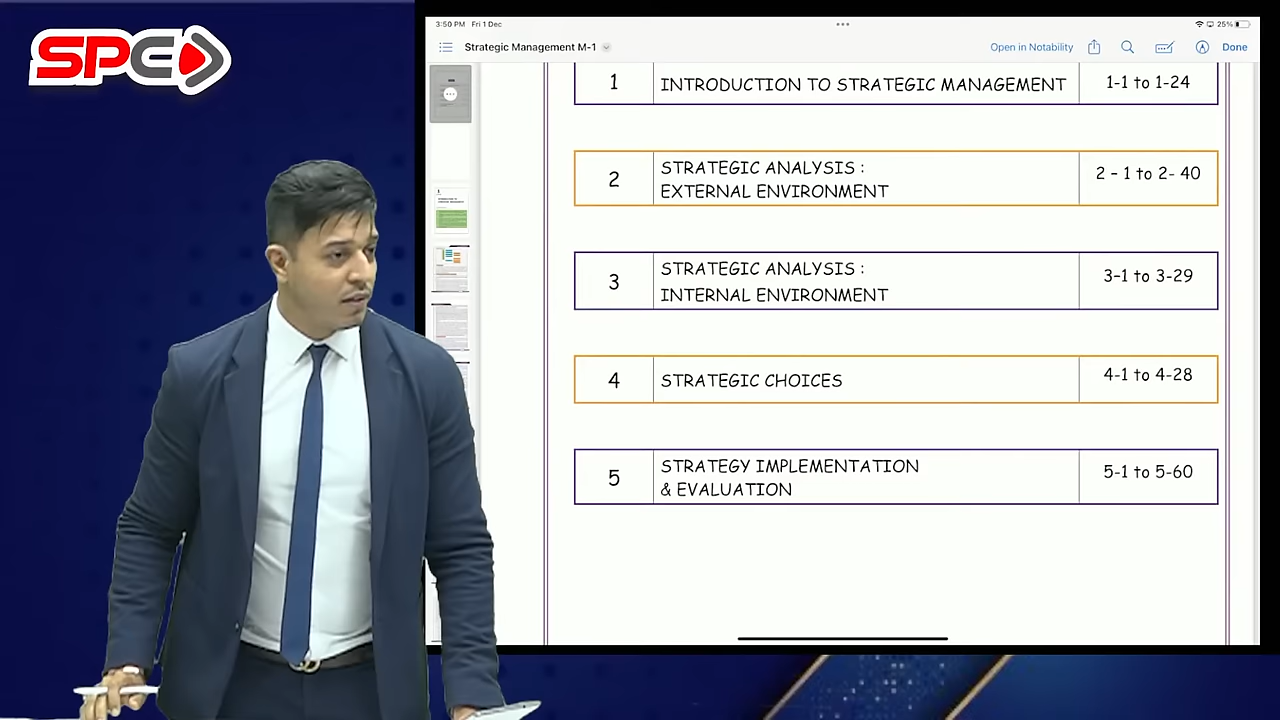 SPC
3:50 PM Fri 1 Dec
25%
Strategic Management M-1
Open in Notability
Done
1 INTRODUCTION TO STRATEGIC MANAGEMENT 1-1 to 1-24
2 STRATEGIC ANALYSIS : 2 - 1 to 2- 40
EXTERNAL ENVIRONMENT
3 STRATEGIC ANALYSIS : 3-1 to 3-29
INTERNAL ENVIRONMENT
4 STRATEGIC CHOICES 4-1 to 4-28
5 STRATEGY IMPLEMENTATION 5-1 to 5-60
& EVALUATION